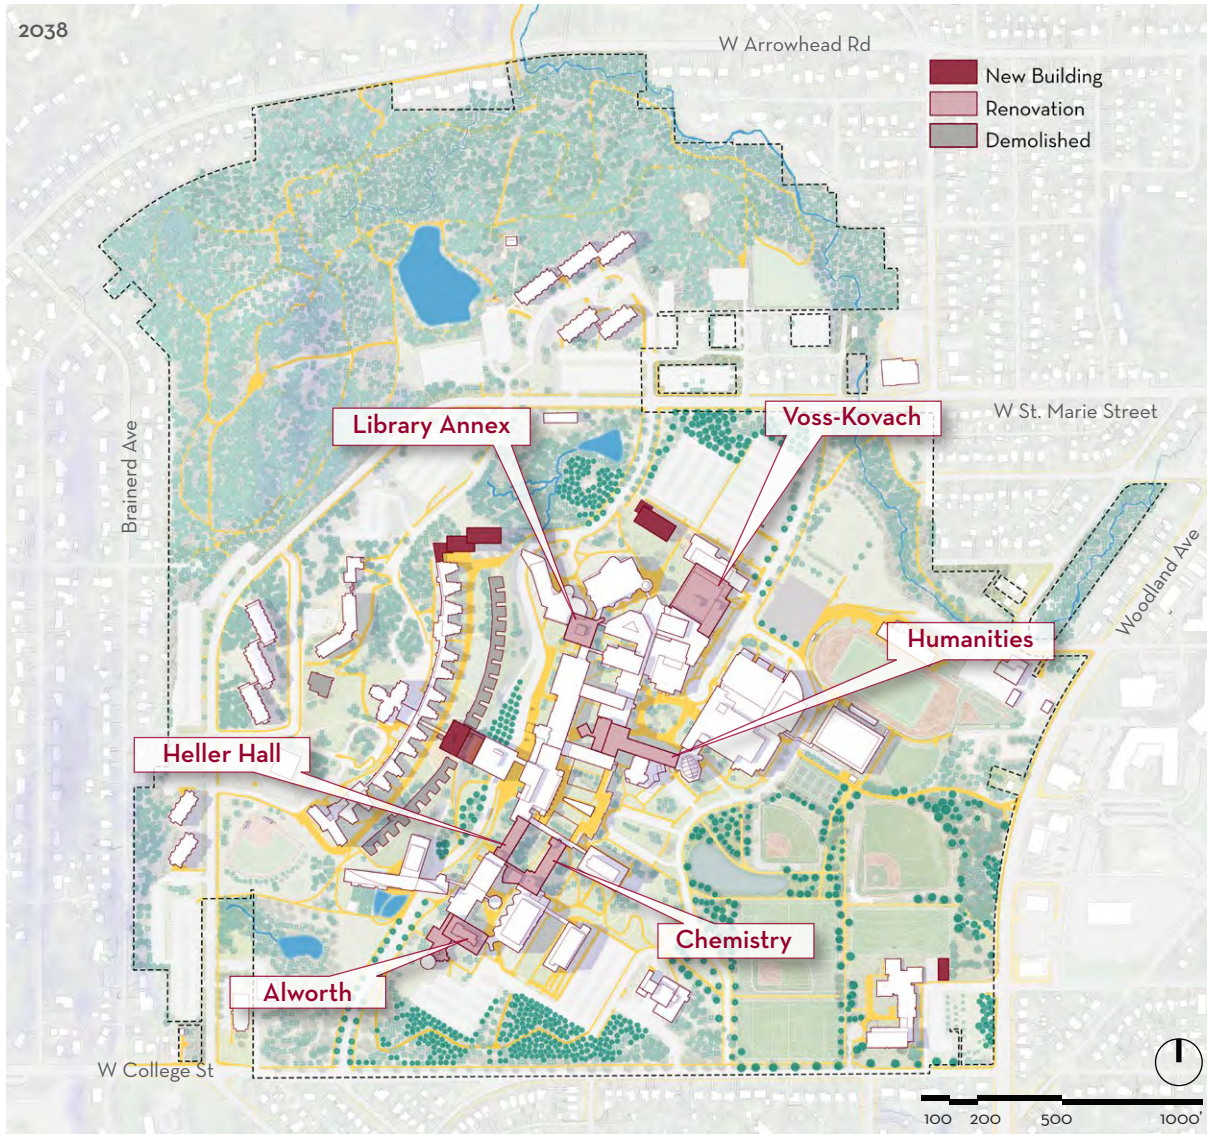 2038
W Arrowhead Rd
New Building
Renovation
Demolished
Library Annex
Voss-Kovach
W St. Marie Street
Brainerd Ave
Woodland Ave
Humanities
Heller Hall
Chemistry
Alworth
W College St
100 200 500 1000'